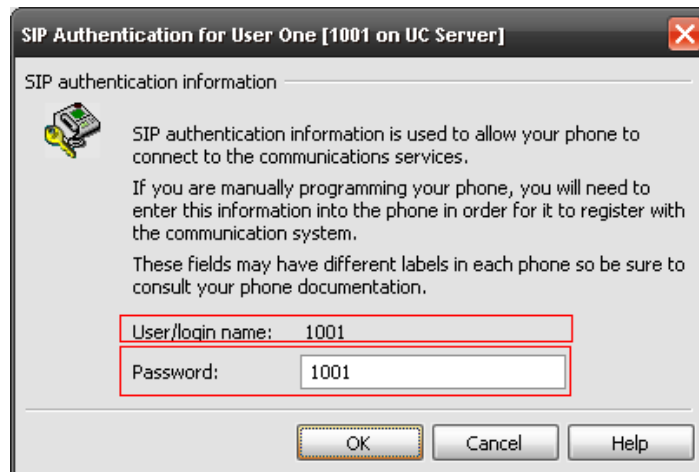 SIP Authentication for User One [1001 on UC Server]
SIP authentication information
SIP authentication information is used to allow your phone to
connect to the communications services.
If you are manually programming your phone, you will need to
enter this information into the phone in order for it to register with
the communication system.
These fields may have different labels in each phone so be sure to
consult your phone documentation.
User/login name: 1001
Password: 1001
OK Cancel Help